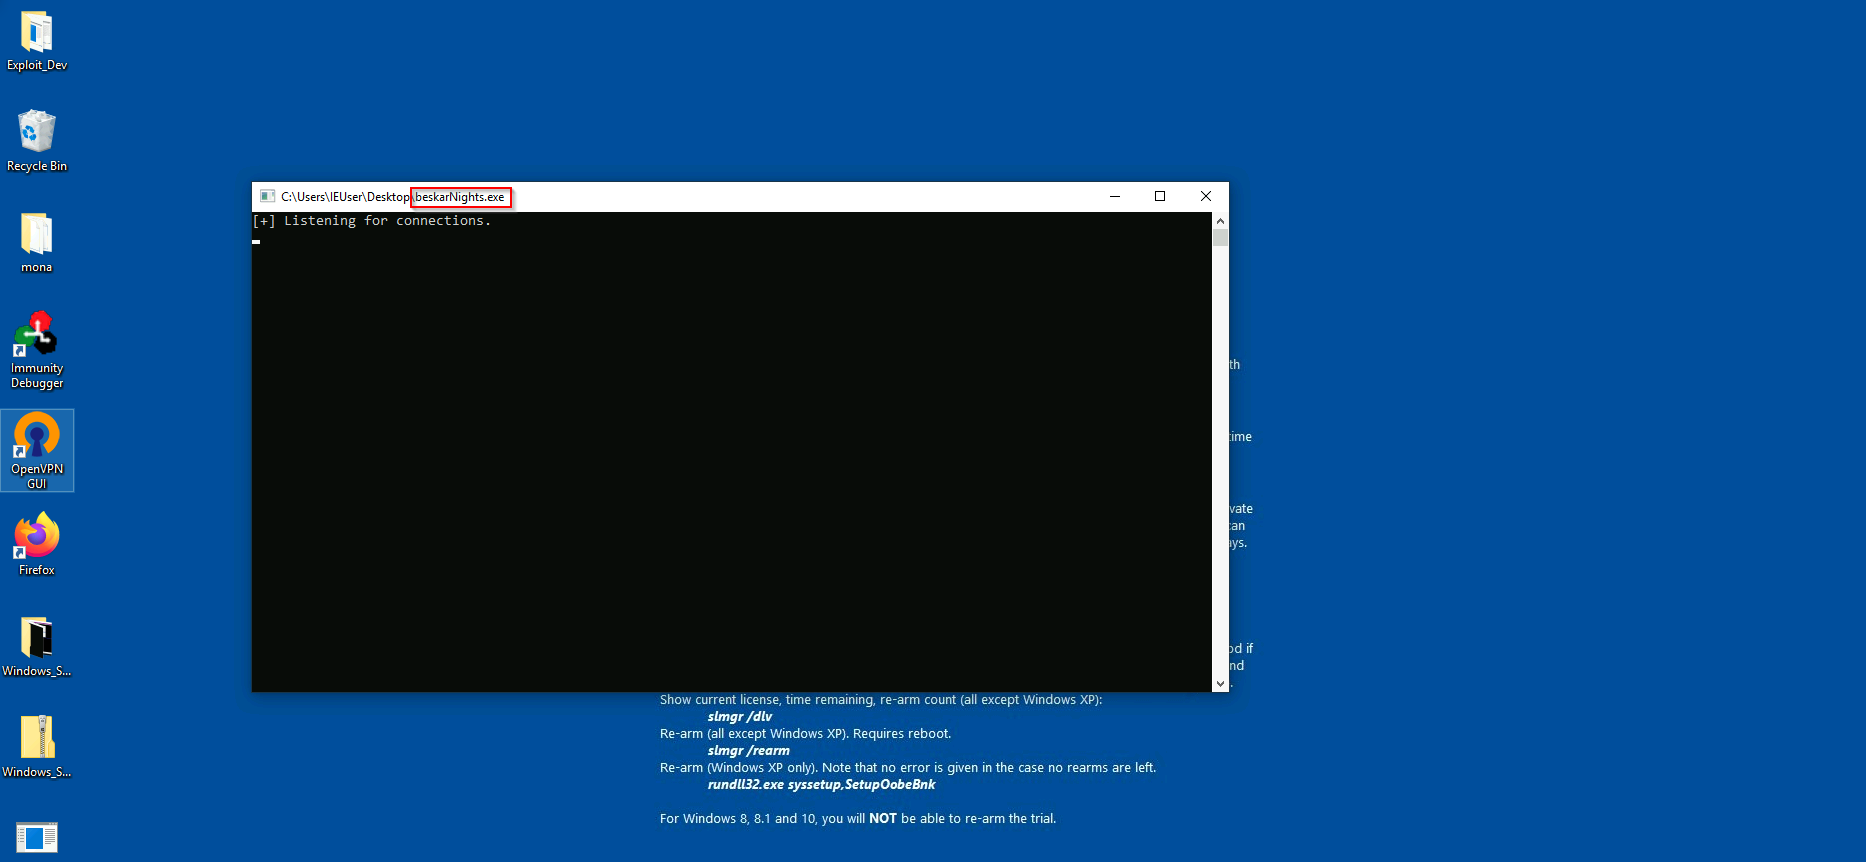 Exploit_Dev
Recycle Bin
mona
Immunity
Debugger
OpenVPN
GUI
Firefox
Windows_S...
Windows_S...
C:\Users\IEUser\Desktop\beskarNights.exe
[+] Listening for connections.
th
time
vate
can
ays.
od if
nd
Show current license, time remaining, re-arm count (all except Windows XP):
slmgr /dlv
Re-arm (all except Windows XP). Requires reboot.
slmgr /rearm
Re-arm (Windows XP only). Note that no error is given in the case no rearms are left.
rundll32.exe syssetup,SetupOobeBnk
For Windows 8, 8.1 and 10, you will NOT be able to re-arm the trial.